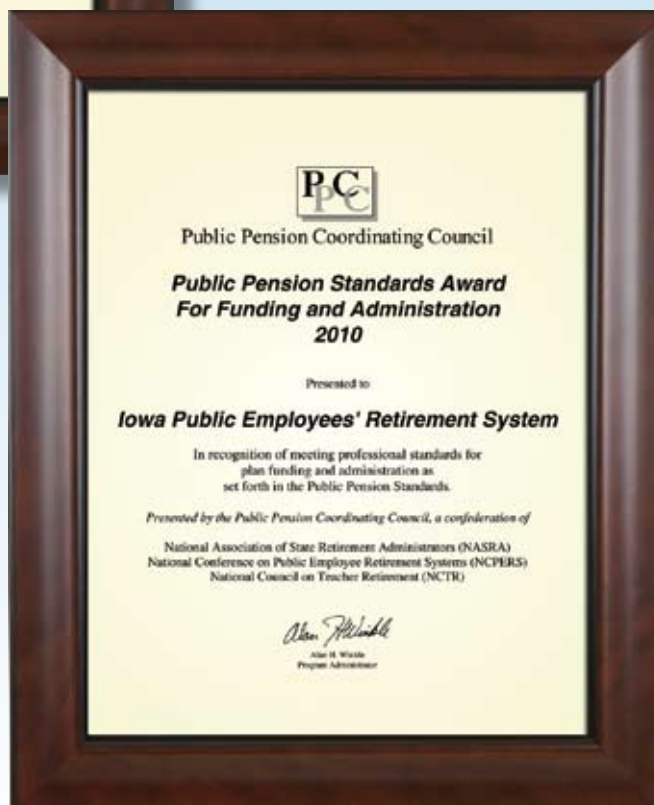 PPCC
Public Pension Coordinating Council
Public Pension Standards Award
For Funding and Administration
2010
Presented to
Iowa Public Employees' Retirement System
In recognition of meeting professional standards for
plan funding and administration as
set forth in the Public Pension Standards.
Presented by the Public Pension Coordinating Council, a confederation of
National Association of State Retirement Administrators (NASRA)
National Conference on Public Employee Retirement Systems (NCPERS)
National Council on Teacher Retirement (NCTR)
Alan H. Winkle
Alan H. Winkle
Program Administrator